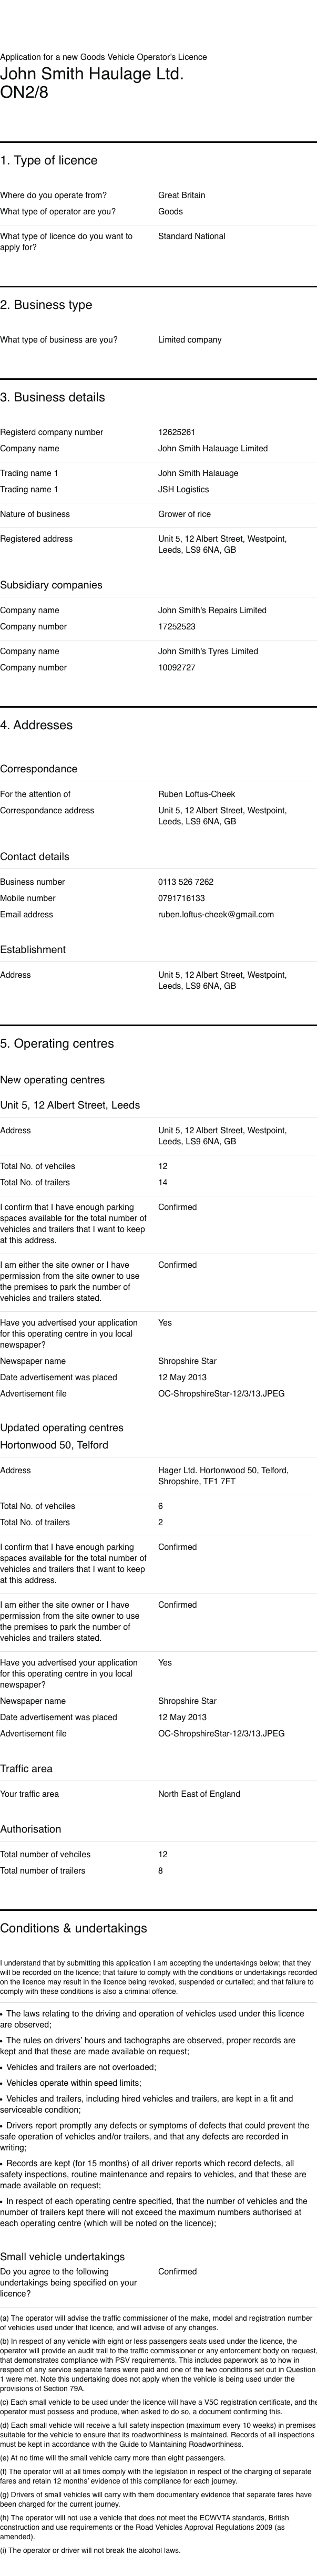 Application for a new Goods Vehicle Operator's Licence
John Smith Haulage Ltd.
ON2/8
1. Type of licence
Where do you operate from? Great Britain
What type of operator are you? Goods
What type of licence do you want to Standard National
apply for?
2. Business type
What type of business are you? Limited company
3. Business details
Registerd company number 12625261
Company name John Smith Halauage Limited
Trading name 1 John Smith Halauage
Trading name 1 JSH Logistics
Nature of business Grower of rice
Registered address Unit 5, 12 Albert Street, Westpoint,
Leeds, LS9 6NA, GB
Subsidiary companies
Company name John Smith's Repairs Limited
Company number 17252523
Company name John Smith's Tyres Limited
Company number 10092727
4. Addresses
Correspondance
For the attention of Ruben Loftus-Cheek
Correspondance address Unit 5, 12 Albert Street, Westpoint,
Leeds, LS9 6NA, GB
Contact details
Business number 0113 526 7262
Mobile number 0791716133
Email address ruben.loftus-cheek@gmail.com
Establishment
Address Unit 5, 12 Albert Street, Westpoint,
Leeds, LS9 6NA, GB
5. Operating centres
New operating centres
Unit 5, 12 Albert Street, Leeds
Address Unit 5, 12 Albert Street, Westpoint,
Leeds, LS9 6NA, GB
Total No. of vehciles 12
Total No. of trailers 14
I confirm that I have enough parking Confirmed
spaces available for the total number of
vehicles and trailers that I want to keep
at this address.
I am either the site owner or I have Confirmed
permission from the site owner to use
the premises to park the number of
vehicles and trailers stated.
Have you advertised your application Yes
for this operating centre in you local
newspaper?
Newspaper name Shropshire Star
Date advertisement was placed 12 May 2013
Advertisement file OC-ShropshireStar-12/3/13.JPEG
Updated operating centres
Hortonwood 50, Telford
Address Hager Ltd. Hortonwood 50, Telford,
Shropshire, TF1 7FT
Total No. of vehciles 6
Total No. of trailers 2
I confirm that I have enough parking Confirmed
spaces available for the total number of
vehicles and trailers that I want to keep
at this address.
I am either the site owner or I have Confirmed
permission from the site owner to use
the premises to park the number of
vehicles and trailers stated.
Have you advertised your application Yes
for this operating centre in you local
newspaper?
Newspaper name Shropshire Star
Date advertisement was placed 12 May 2013
Advertisement file OC-ShropshireStar-12/3/13.JPEG
Traffic area
Your traffic area North East of England
Authorisation
Total number of vehciles 12
Total number of trailers 8
Conditions & undertakings
I understand that by submitting this application I am accepting the undertakings below; that they
will be recorded on the licence; that failure to comply with the conditions or undertakings recorded
on the licence may result in the licence being revoked, suspended or curtailed; and that failure to
comply with these conditions is also a criminal offence.
• The laws relating to the driving and operation of vehicles used under this licence
are observed;
• The rules on drivers' hours and tachographs are observed, proper records are
kept and that these are made available on request;
• Vehicles and trailers are not overloaded;
• Vehicles operate within speed limits;
• Vehicles and trailers, including hired vehicles and trailers, are kept in a fit and
serviceable condition;
• Drivers report promptly any defects or symptoms of defects that could prevent the
safe operation of vehicles and/or trailers, and that any defects are recorded in
writing;
• Records are kept (for 15 months) of all driver reports which record defects, all
safety inspections, routine maintenance and repairs to vehicles, and that these are
made available on request;
• In respect of each operating centre specified, that the number of vehicles and the
number of trailers kept there will not exceed the maximum numbers authorised at
each operating centre (which will be noted on the licence);
Small vehicle undertakings
Do you agree to the following Confirmed
undertakings being specified on your
licence?
(a) The operator will advise the traffic commissioner of the make, model and registration number
of vehicles used under that licence, and will advise of any changes.
(b) In respect of any vehicle with eight or less passengers seats used under the licence, the
operator will provide an audit trail to the traffic commissioner or any enforcement body on request,
that demonstrates compliance with PSV requirements. This includes paperwork as to how in
respect of any service separate fares were paid and one of the two conditions set out in Question
1 were met. Note this undertaking does not apply when the vehicle is being used under the
provisions of Section 79A.
(c) Each small vehicle to be used under the licence will have a V5C registration certificate, and the
operator must possess and produce, when asked to do so, a document confirming this.
(d) Each small vehicle will receive a full safety inspection (maximum every 10 weeks) in premises
suitable for the vehicle to ensure that its roadworthiness is maintained. Records of all inspections
must be kept in accordance with the Guide to Maintaining Roadworthiness.
(e) At no time will the small vehicle carry more than eight passengers.
(f) The operator will at all times comply with the legislation in respect of the charging of separate
fares and retain 12 months' evidence of this compliance for each journey.
(g) Drivers of small vehicles will carry with them documentary evidence that separate fares have
been charged for the current journey.
(h) The operator will not use a vehicle that does not meet the ECWVTA standards, British
construction and use requirements or the Road Vehicles Approval Regulations 2009 (as
amended).
(i) The operator or driver will not break the alcohol laws.